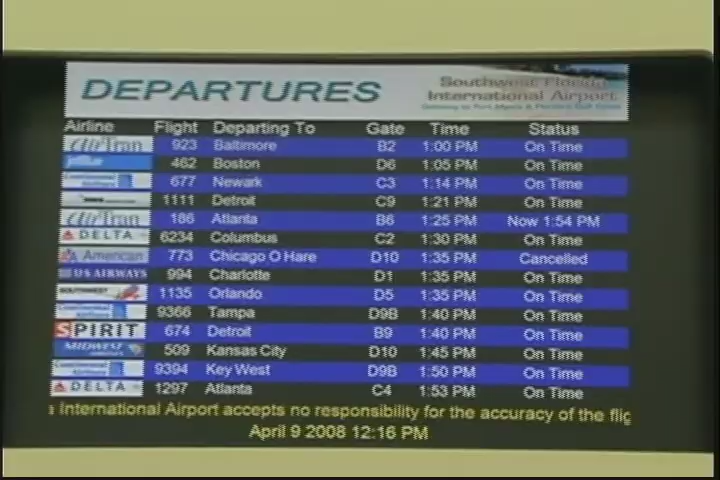 DEPARTURES
Southwest Florida
International Airport
Airline Flight Departing To Gate Time Status
AirTran 923 Baltimore B2 1:00 PM On Time
jetBlue 462 Boston D6 1:05 PM On Time
Continental Airlines 677 Newark C3 1:14 PM On Time
1111 Detroit C9 1:21 PM On Time
AirTran 186 Atlanta B6 1:25 PM Now 1:54 PM
DELTA 6234 Columbus C2 1:30 PM On Time
American 773 Chicago O Hare D10 1:35 PM Cancelled
US AIRWAYS 994 Charlotte D1 1:35 PM On Time
SOUTHWEST 1135 Orlando D5 1:35 PM On Time
Continental Airlines 9366 Tampa D9B 1:40 PM On Time
SPIRIT 674 Detroit B9 1:40 PM On Time
MIDWEST 509 Kansas City D10 1:45 PM On Time
Continental Airlines 9394 Key West D9B 1:50 PM On Time
DELTA 1297 Atlanta C4 1:53 PM On Time
a International Airport accepts no responsibility for the accuracy of the flig
April 9 2008 12:16 PM